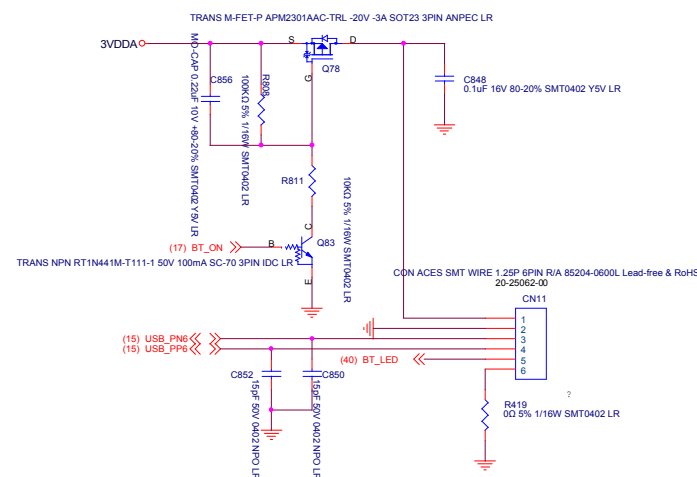 TRANS M-FET-P APM2301AAC-TRL -20V -3A SOT23 3PIN ANPEC LR
3VDDA
S
D
G
Q78
C856
MO-CAP 0.22uF 10V +80-20% SMT0402 Y5V LR
R808
100KΩ 5% 1/16W SMT0402 LR
C848
0.1uF 16V 80-20% SMT0402 Y5V LR
R811
10KΩ 5% 1/16W SMT0402 LR
(17) BT_ON
B
C
Q83
E
TRANS NPN RT1N441M-T111-1 50V 100mA SC-70 3PIN IDC LR
CON ACES SMT WIRE 1.25P 6PIN R/A 85204-0600L Lead-free & RoHS
20-25062-00
CN11
1
2
3
4
5
6
(15) USB_PN6
(15) USB_PP6
(40) BT_LED
C852
15pF 50V 0402 NPO LF
C850
15pF 50V 0402 NPO LF
R419
0Ω 5% 1/16W SMT0402 LR
?